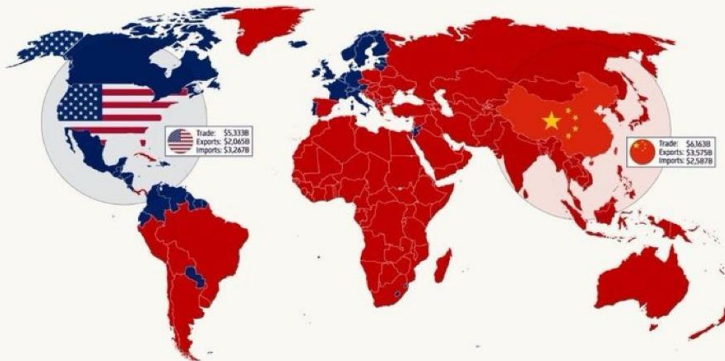 Trade: $5,333B
Exports: $2,065B
Imports: $3,267B
Trade: $6,163B
Exports: $3,575B
Imports: $2,587B